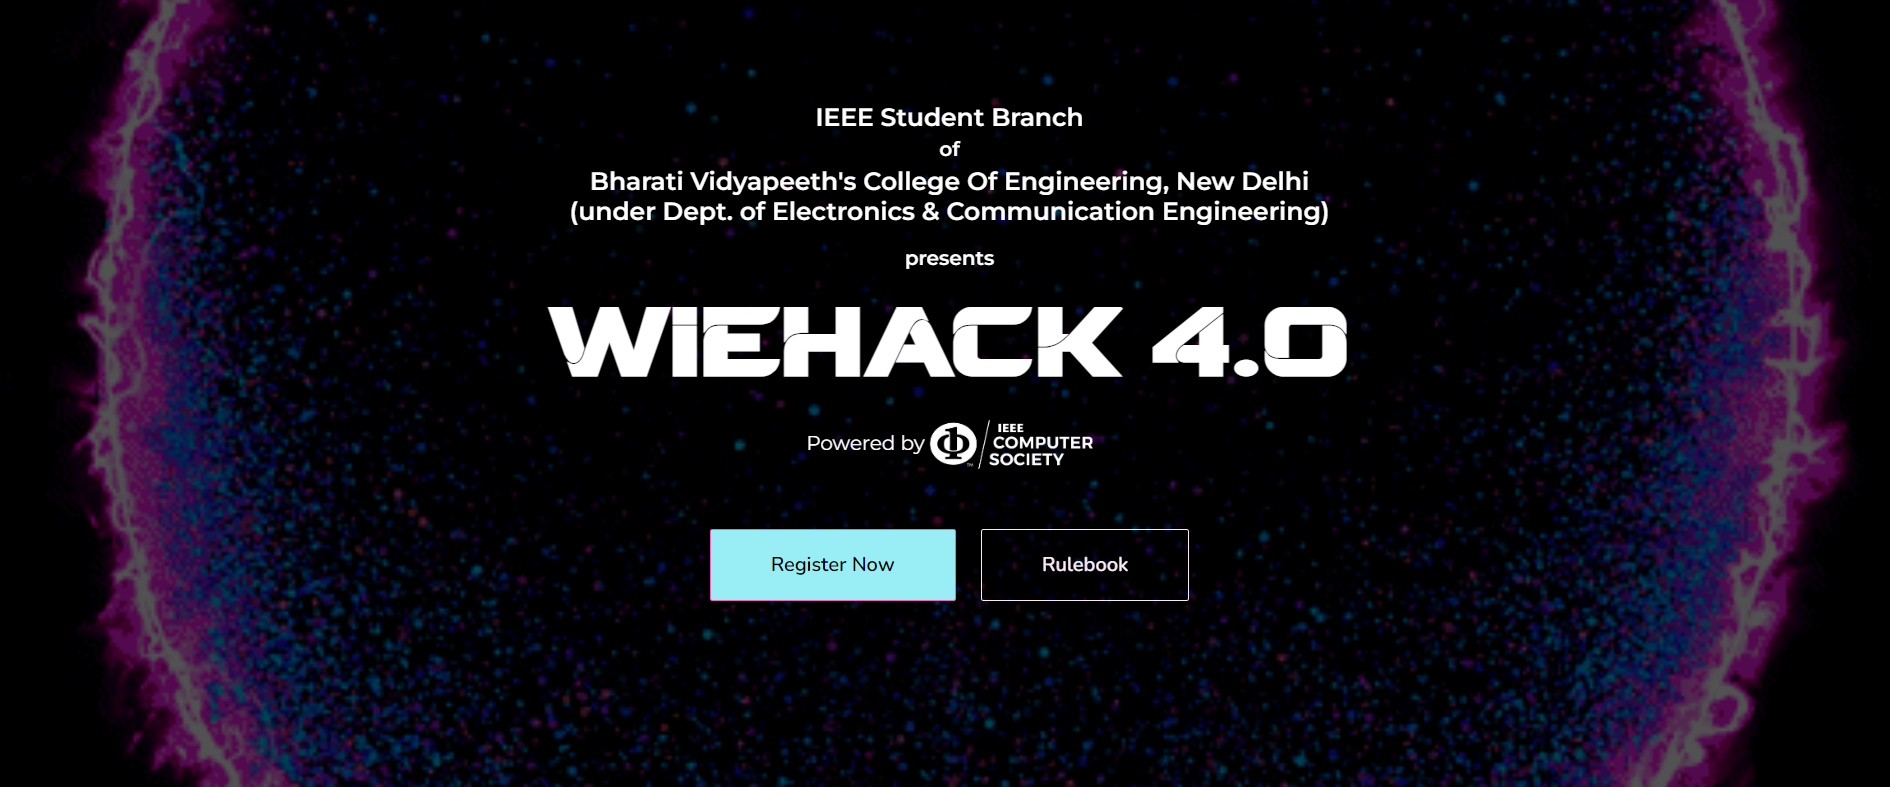 IEEE Student Branch
of
Bharati Vidyapeeth's College Of Engineering, New Delhi
(under Dept. of Electronics & Communication Engineering)
presents
WIEHACK 4.0
Powered by
IEEE
COMPUTER
SOCIETY
TM
Register Now
Rulebook